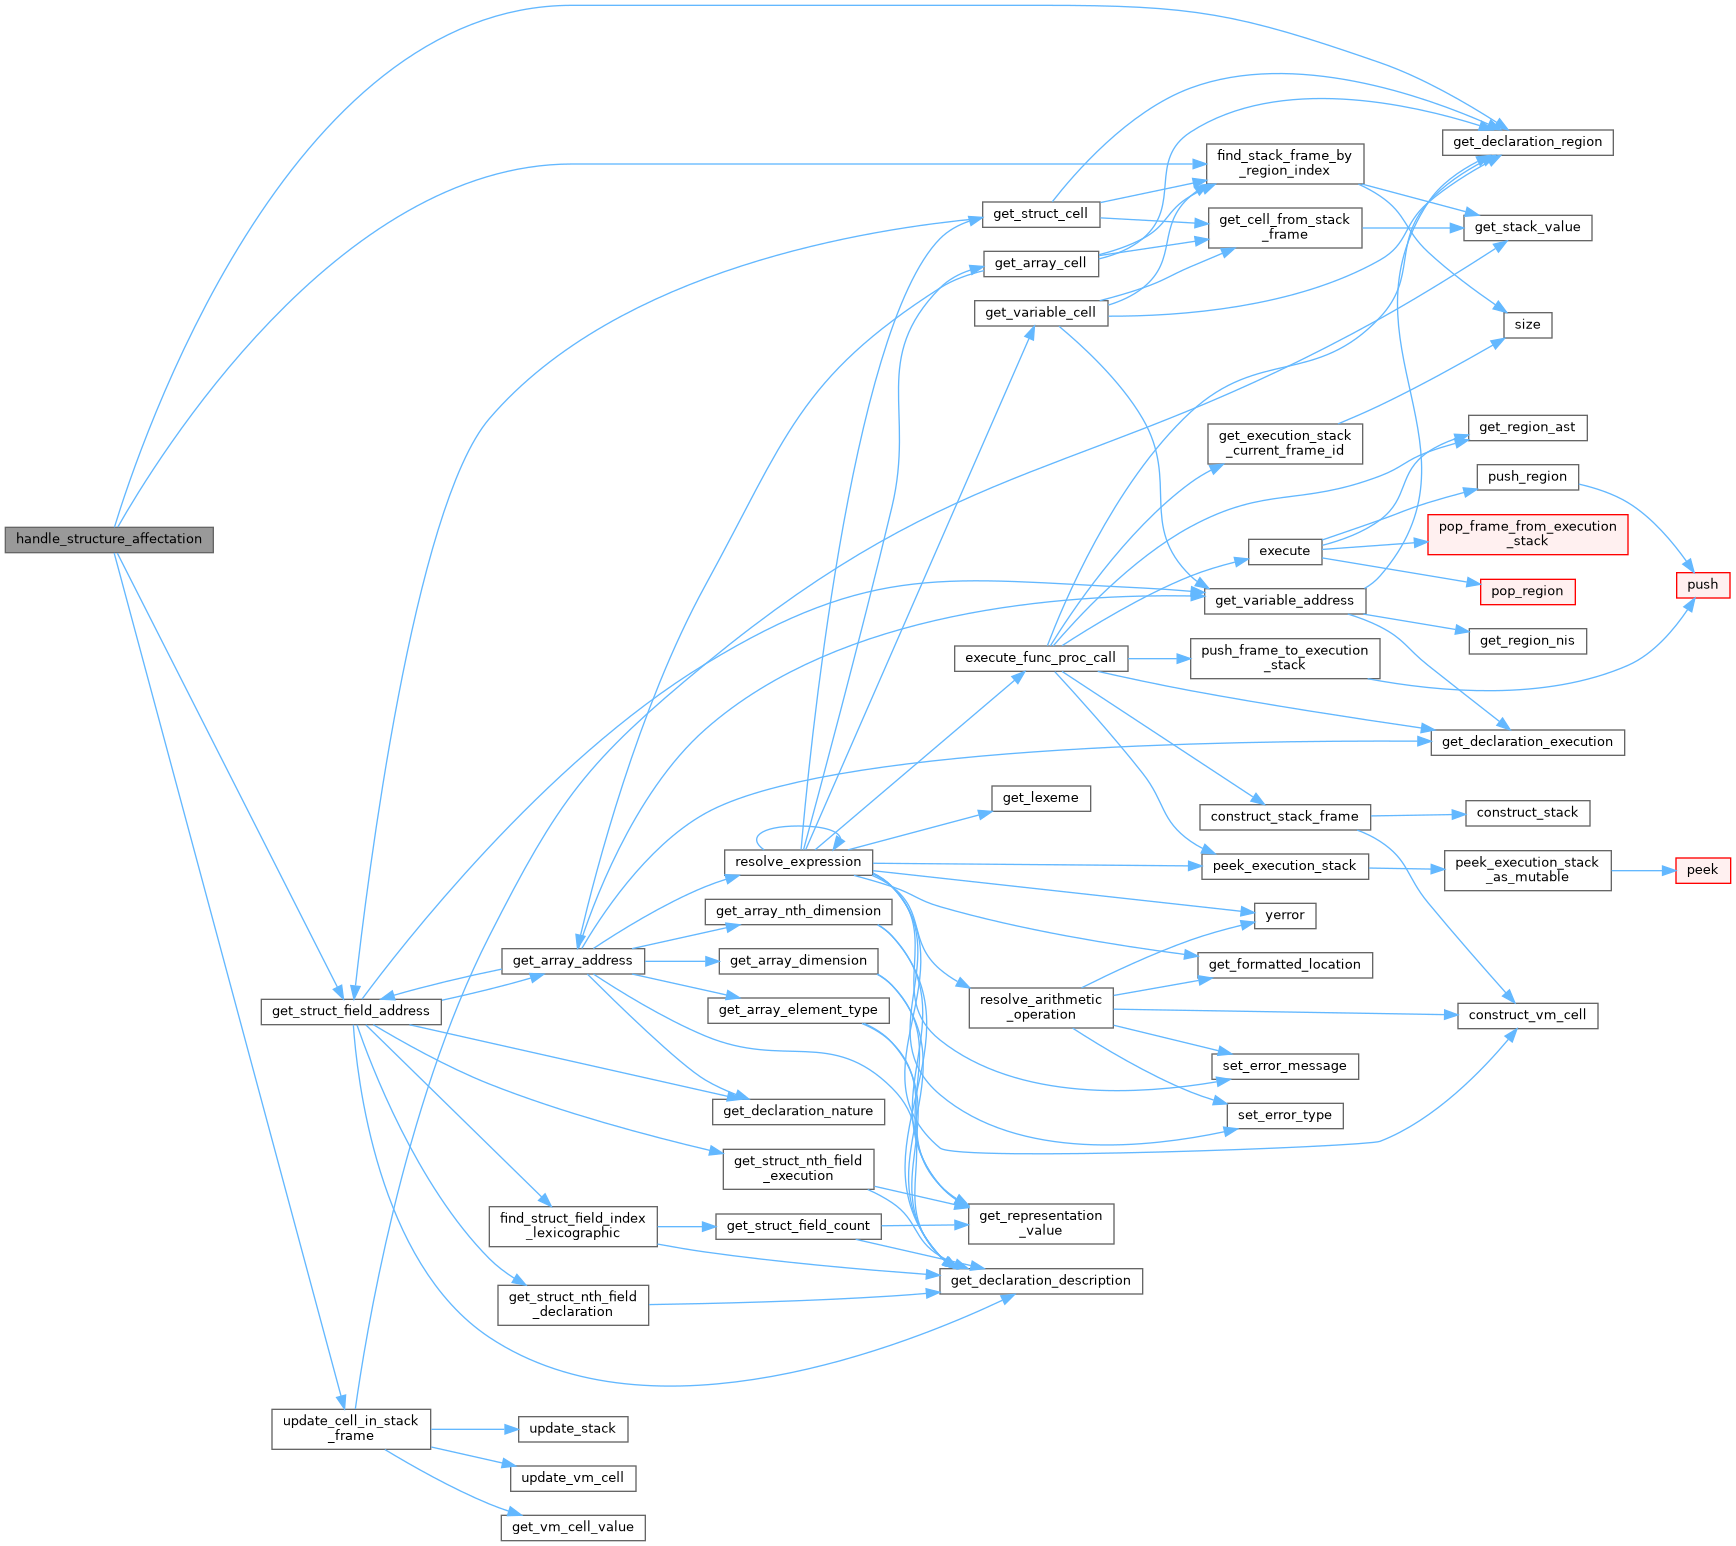 handle_structure_affectation
get_struct_field_address
update_cell_in_stack
_frame
get_array_address
find_struct_field_index
_lexicographic
get_struct_nth_field
_declaration
update_stack
update_vm_cell
get_vm_cell_value
resolve_expression
get_array_nth_dimension
get_array_dimension
get_array_element_type
get_declaration_nature
get_struct_nth_field
_execution
get_struct_field_count
get_struct_cell
get_array_cell
get_variable_cell
execute_func_proc_call
get_lexeme
resolve_arithmetic
_operation
get_representation
_value
get_declaration_description
find_stack_frame_by
_region_index
get_cell_from_stack
_frame
get_execution_stack
_current_frame_id
execute
get_variable_address
push_frame_to_execution
_stack
construct_stack_frame
peek_execution_stack
yerror
get_formatted_location
set_error_message
set_error_type
get_declaration_region
get_stack_value
size
get_region_ast
push_region
pop_frame_from_execution
_stack
pop_region
get_region_nis
get_declaration_execution
construct_stack
peek_execution_stack
_as_mutable
construct_vm_cell
push
peek